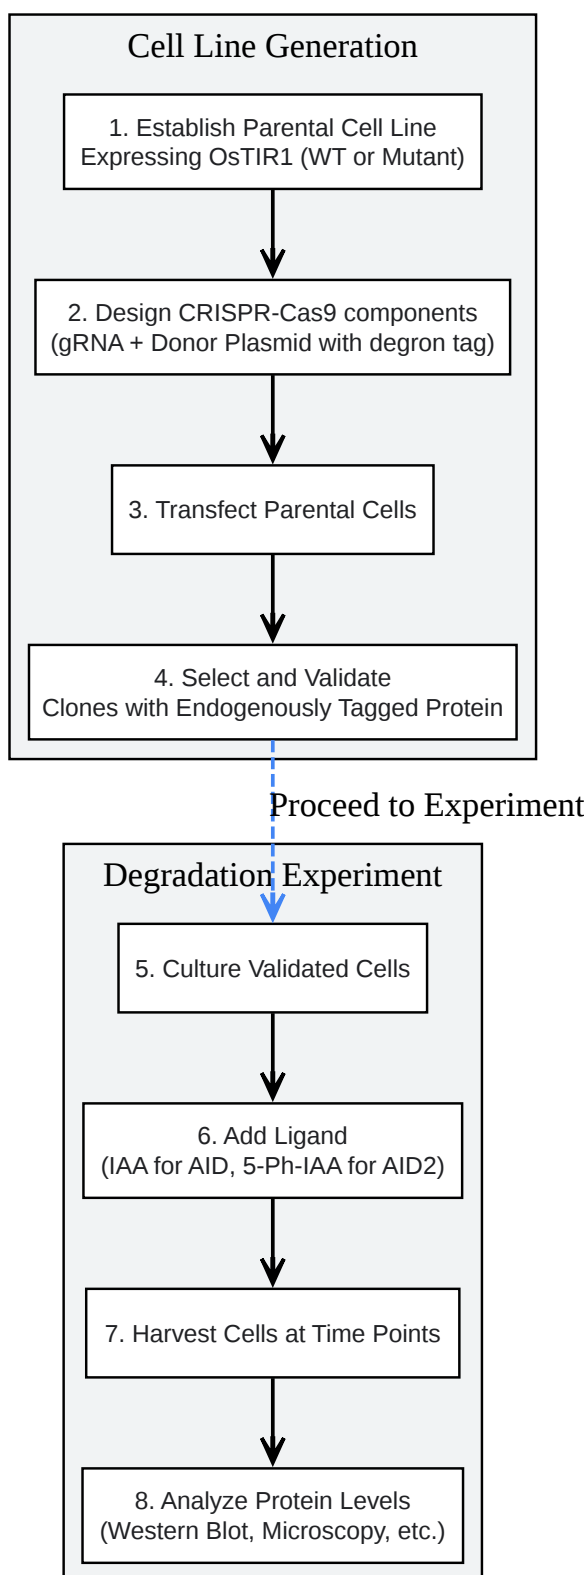 Cell Line Generation
1. Establish Parental Cell Line
Expressing OsTIR1 (WT or Mutant)
2. Design CRISPR-Cas9 components
(gRNA + Donor Plasmid with degron tag)
3. Transfect Parental Cells
4. Select and Validate
Clones with Endogenously Tagged Protein
Proceed to Experiment
Degradation Experiment
5. Culture Validated Cells
6. Add Ligand
(IAA for AID, 5-Ph-IAA for AID2)
7. Harvest Cells at Time Points
8. Analyze Protein Levels
(Western Blot, Microscopy, etc.)